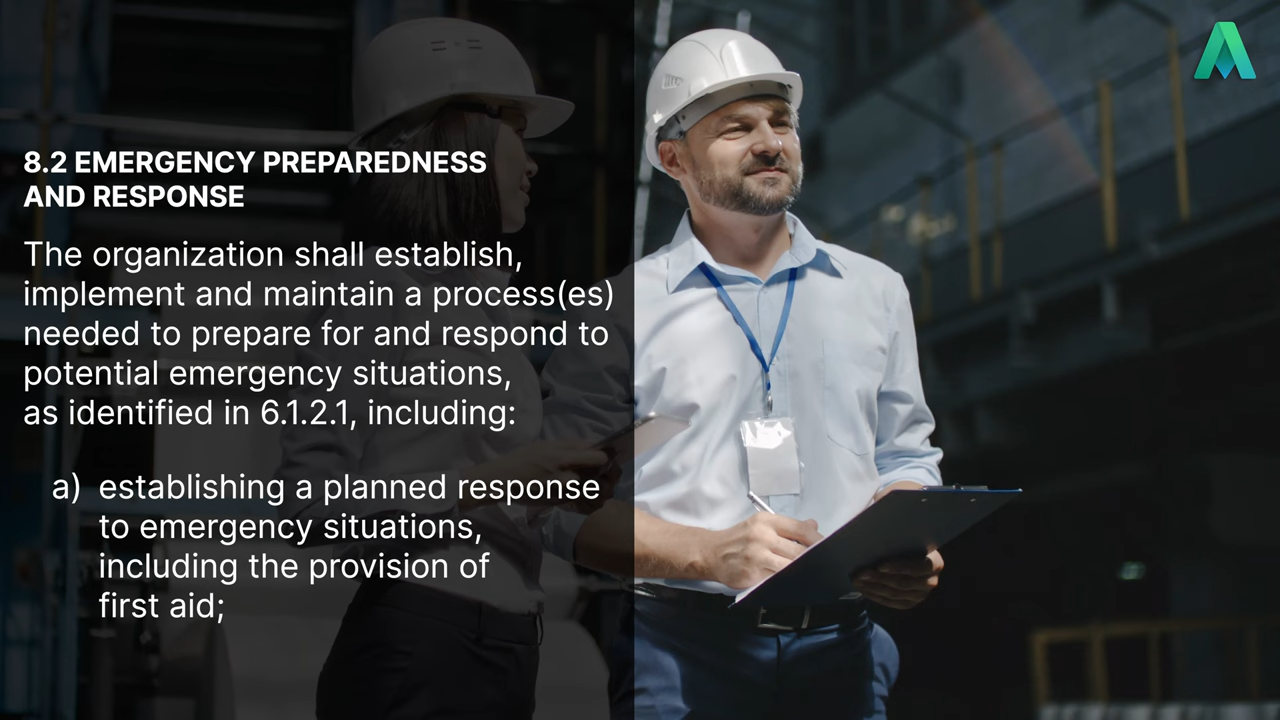 8.2 EMERGENCY PREPAREDNESS
AND RESPONSE
The organization shall establish,
implement and maintain a process(es)
needed to prepare for and respond to
potential emergency situations,
as identified in 6.1.2.1, including:
a) establishing a planned response
to emergency situations,
including the provision of
first aid;